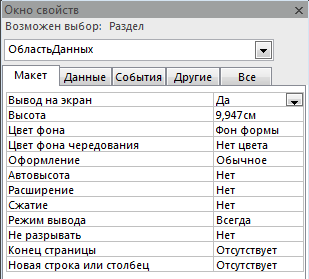 Окно свойств
Возможен выбор: Раздел
ОбластьДанных
Макет Данные События Другие Все
Вывод на экран Да
Высота 9,947см
Цвет фона Фон формы
Цвет фона чередования Нет цвета
Оформление Обычное
Автовысота Нет
Расширение Нет
Сжатие Нет
Режим вывода Всегда
Не разрывать Нет
Конец страницы Отсутствует
Новая строка или столбец Отсутствует